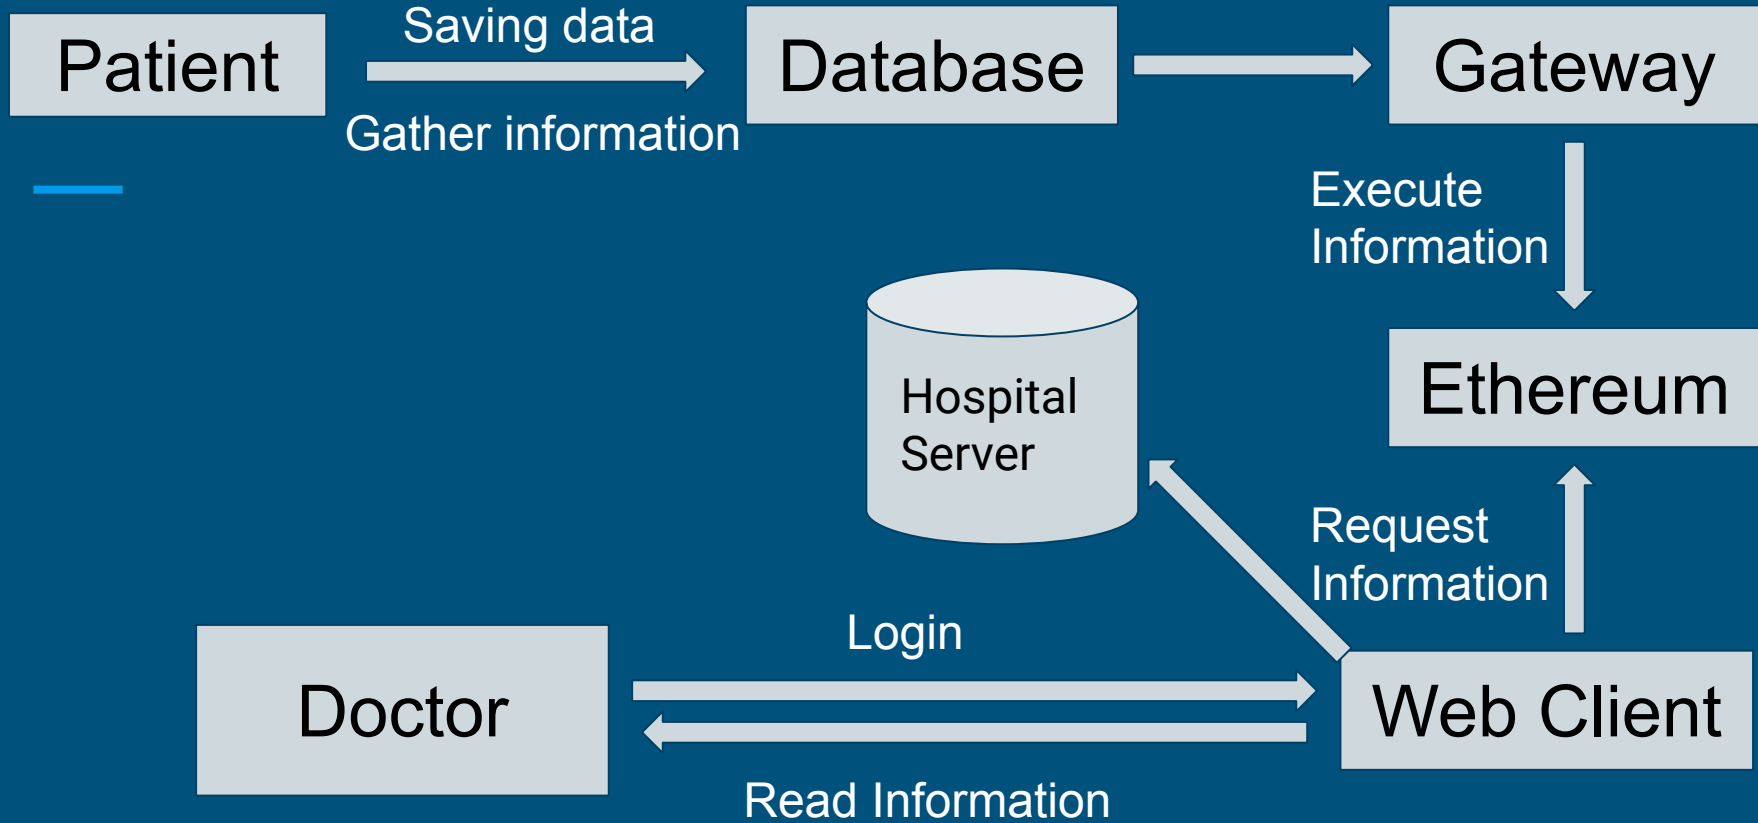 Patient
Saving data
Gather information
Database
Gateway
Execute
Information
Hospital
Server
Ethereum
Request
Information
Login
Doctor
Web Client
Read Information